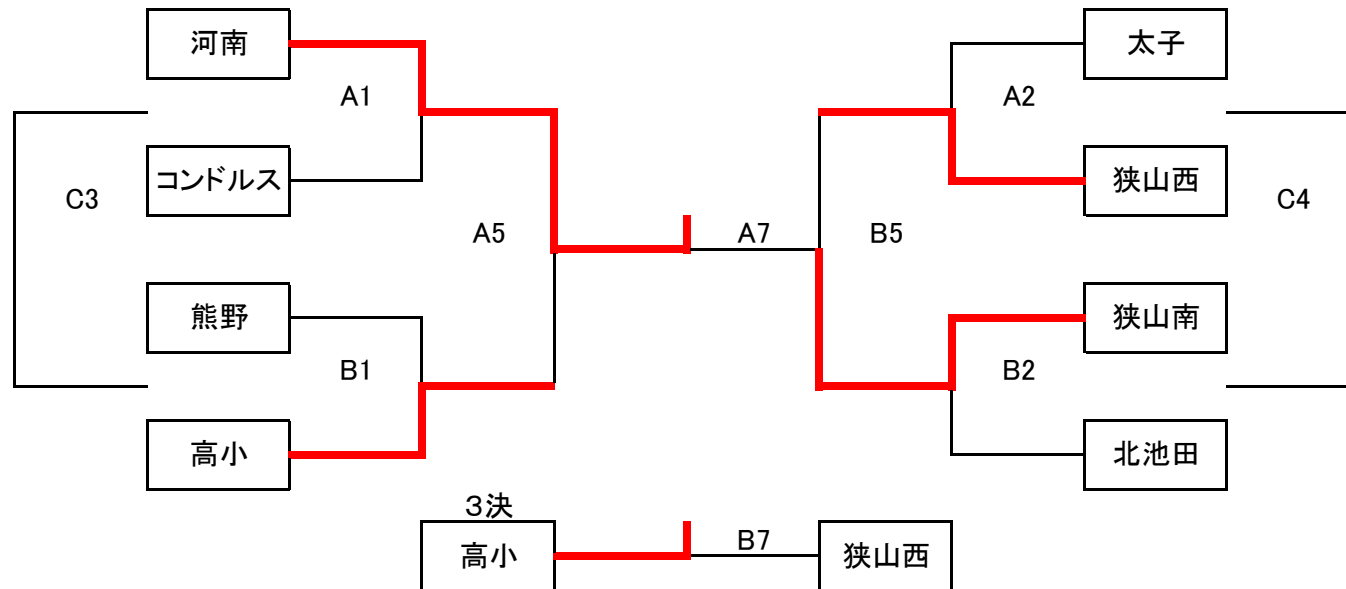 河南
太子
A1
A2
コンドルス
狭山西
C3
C4
A5
A7
B5
熊野
狭山南
B1
B2
高小
北池田
３決
高小
B7
狭山西